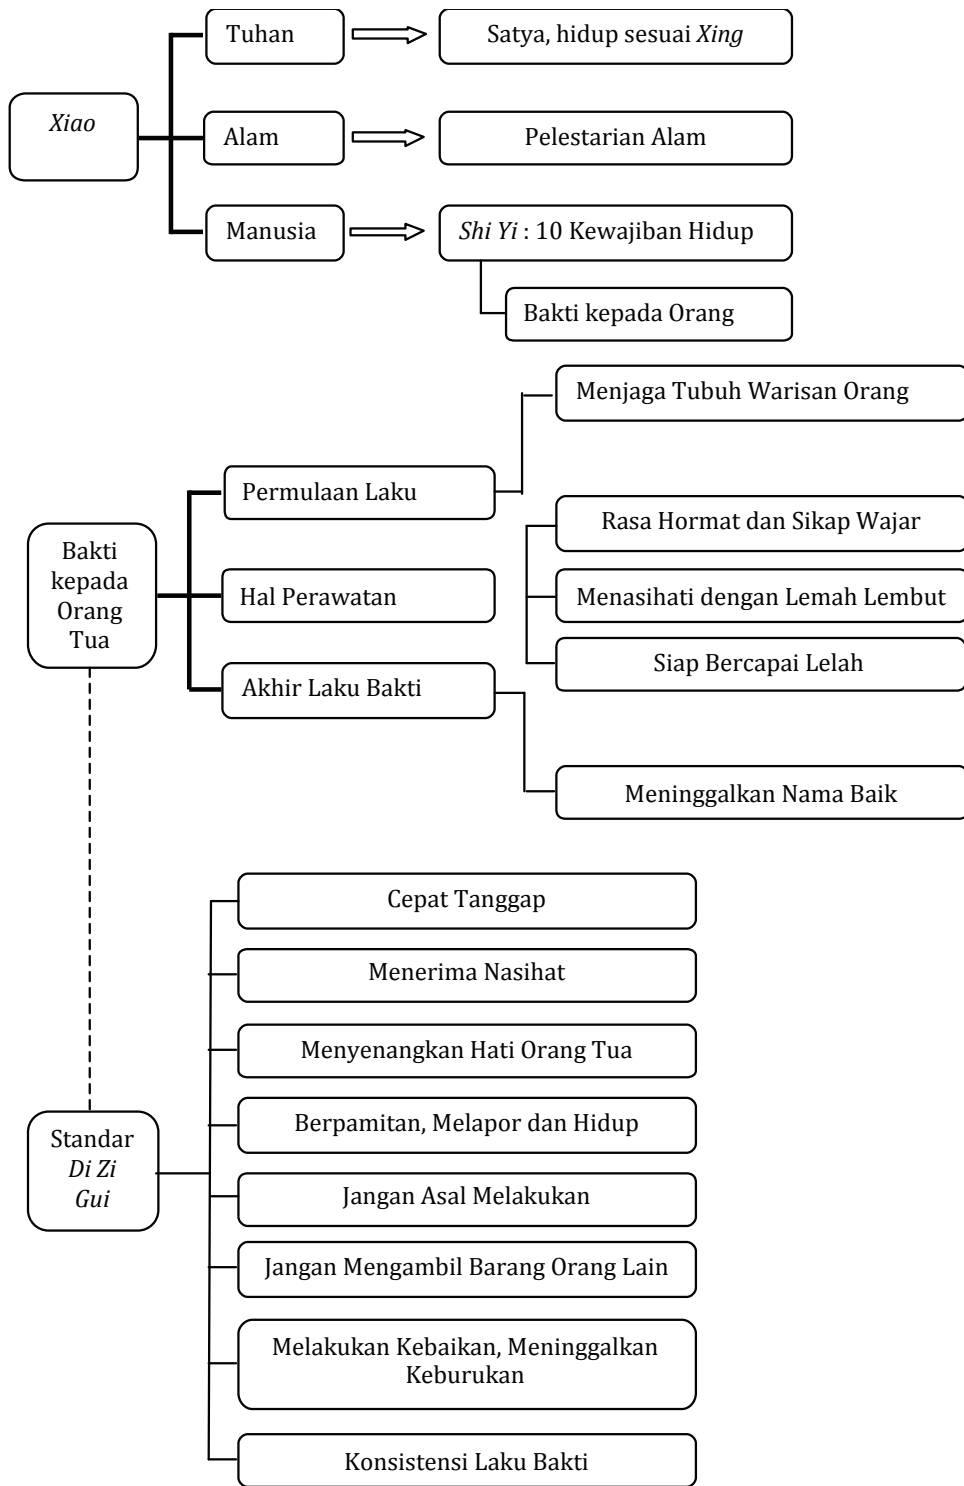 Xiao
Tuhan
Satya, hidup sesuai Xing
Alam
Pelestarian Alam
Manusia
Shi Yi : 10 Kewajiban Hidup
Bakti kepada Orang
Bakti
kepada
Orang
Tua
Permulaan Laku
Menjaga Tubuh Warisan Orang
Hal Perawatan
Rasa Hormat dan Sikap Wajar
Menasihati dengan Lemah Lembut
Siap Bercapai Lelah
Akhir Laku Bakti
Meninggalkan Nama Baik
Standar
Di Zi
Gui
Cepat Tanggap
Menerima Nasihat
Menyenangkan Hati Orang Tua
Berpamitan, Melapor dan Hidup
Jangan Asal Melakukan
Jangan Mengambil Barang Orang Lain
Melakukan Kebaikan, Meninggalkan
Keburukan
Konsistensi Laku Bakti